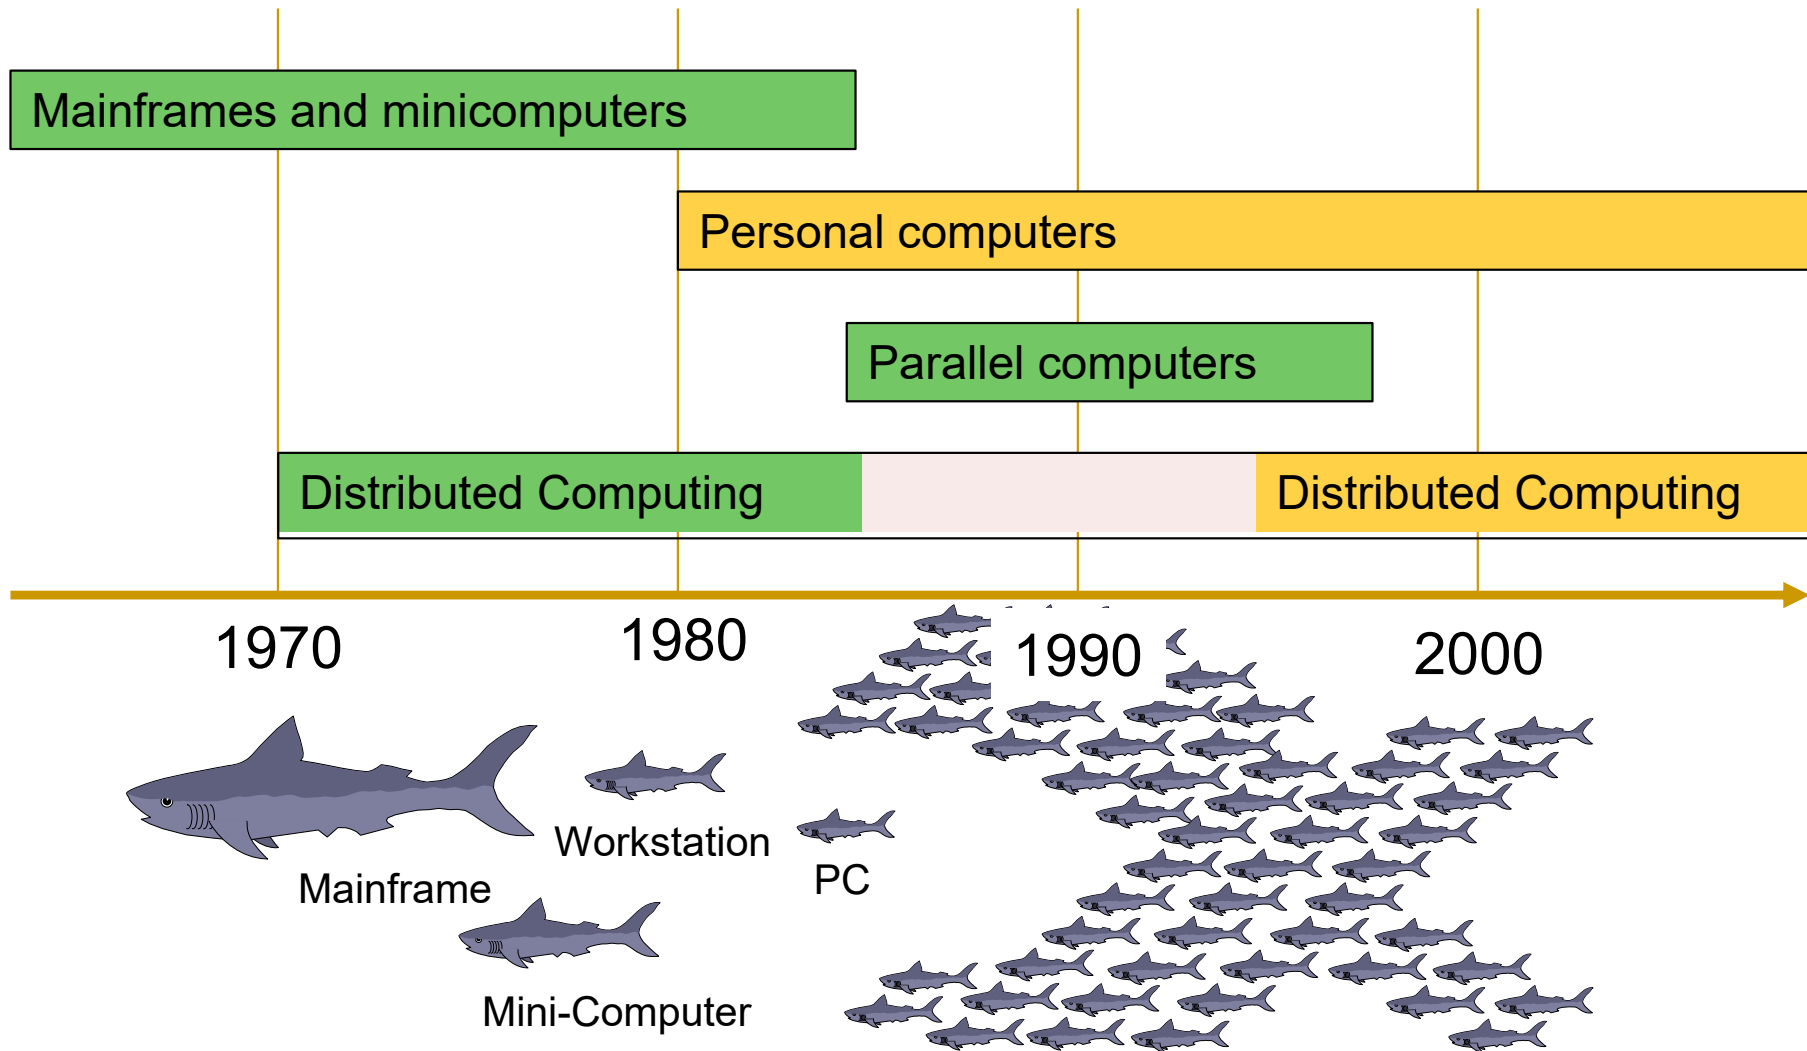 Mainframes and minicomputers
Personal computers
Parallel computers
Distributed Computing
Distributed Computing
1970
1980
1990
2000
Workstation
Mainframe
PC
Mini-Computer